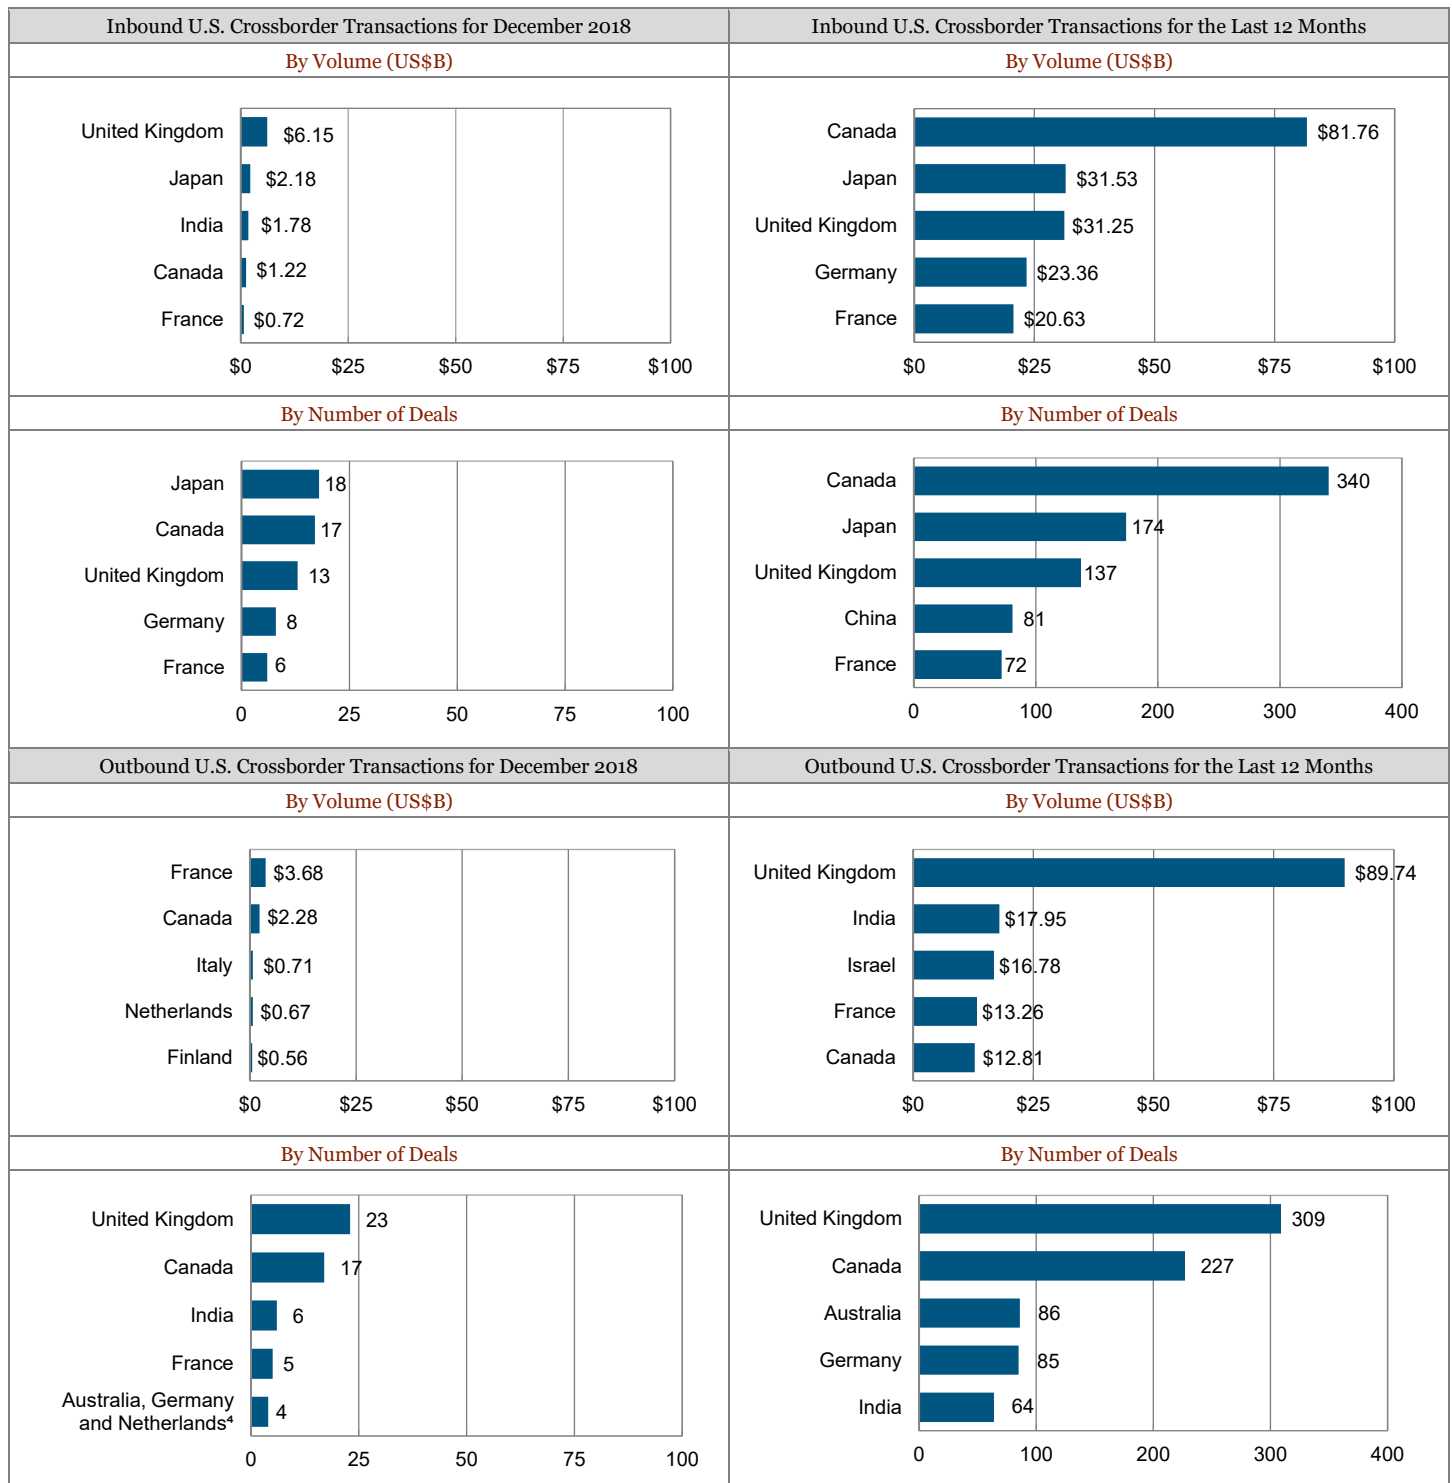 Inbound U.S. Crossborder Transactions for December 2018
By Volume (US$B)
United Kingdom $6.15
Japan $2.18
India $1.78
Canada $1.22
France $0.72
$0 $25 $50 $75 $100
By Number of Deals
Japan 18
Canada 17
United Kingdom 13
Germany 8
France 6
0 25 50 75 100
Inbound U.S. Crossborder Transactions for the Last 12 Months
By Volume (US$B)
Canada $81.76
Japan $31.53
United Kingdom $31.25
Germany $23.36
France $20.63
$0 $25 $50 $75 $100
By Number of Deals
Canada 340
Japan 174
United Kingdom 137
China 81
France 72
0 100 200 300 400
Outbound U.S. Crossborder Transactions for December 2018
By Volume (US$B)
France $3.68
Canada $2.28
Italy $0.71
Netherlands $0.67
Finland $0.56
$0 $25 $50 $75 $100
By Number of Deals
United Kingdom 23
Canada 17
India 6
France 5
Australia, Germany
and Netherlands⁴ 4
0 25 50 75 100
Outbound U.S. Crossborder Transactions for the Last 12 Months
By Volume (US$B)
United Kingdom $89.74
India $17.95
Israel $16.78
France $13.26
Canada $12.81
$0 $25 $50 $75 $100
By Number of Deals
United Kingdom 309
Canada 227
Australia 86
Germany 85
India 64
0 100 200 300 400